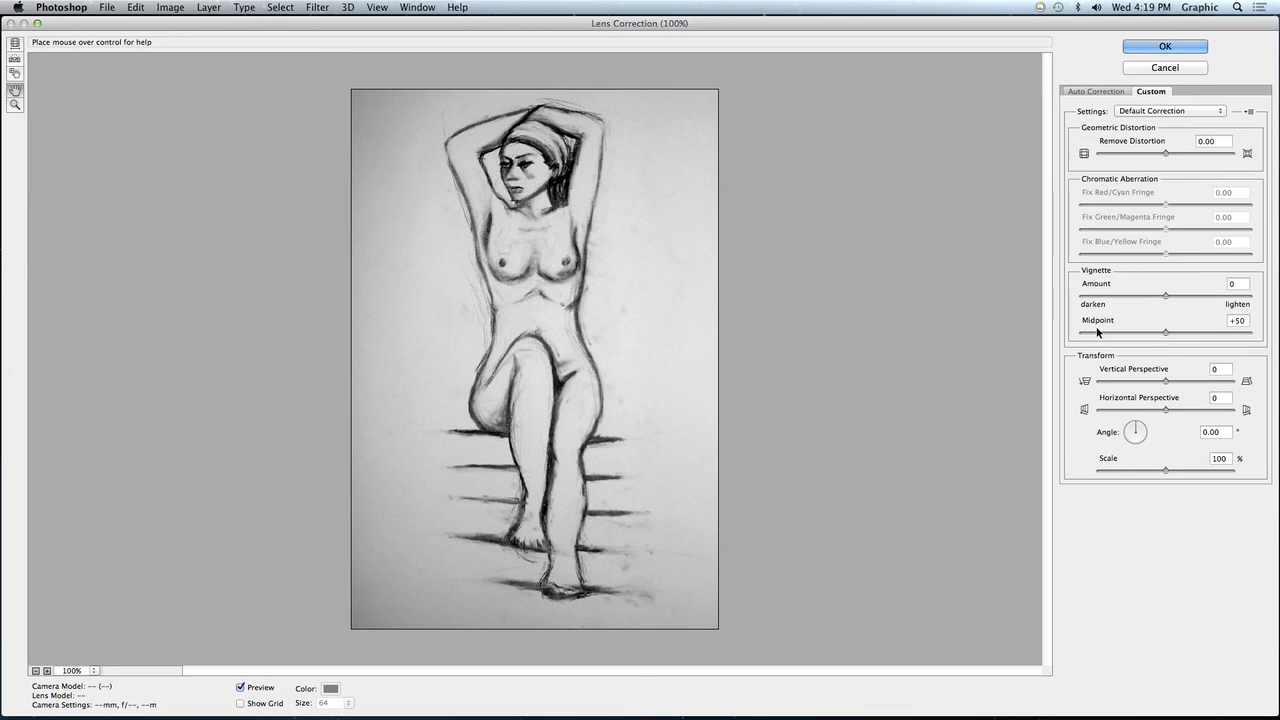 Photoshop File Edit Image Layer Type Select Filter 3D View Window Help Wed 4:19 PM Graphic
Lens Correction (100%)
Place mouse over control for help
OK
Cancel
Auto Correction Custom
Settings: Default Correction
Geometric Distortion
Remove Distortion 0.00
Chromatic Aberration
Fix Red/Cyan Fringe 0.00
Fix Green/Magenta Fringe 0.00
Fix Blue/Yellow Fringe 0.00
Vignette
Amount 0
darken lighten
Midpoint +50
Transform
Vertical Perspective 0
Horizontal Perspective 0
Angle: 0.00 °
Scale 100 %
100%
Camera Model: -- (--)
Lens Model: --
Camera Settings: --mm, f/--, --m
Preview Color:
Show Grid Size: 64